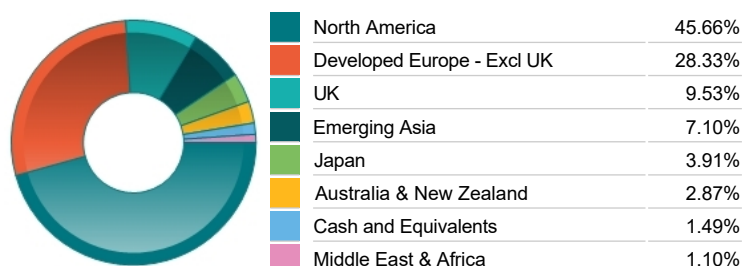 North America 45.66%
Developed Europe - Excl UK 28.33%
UK 9.53%
Emerging Asia 7.10%
Japan 3.91%
Australia & New Zealand 2.87%
Cash and Equivalents 1.49%
Middle East & Africa 1.10%